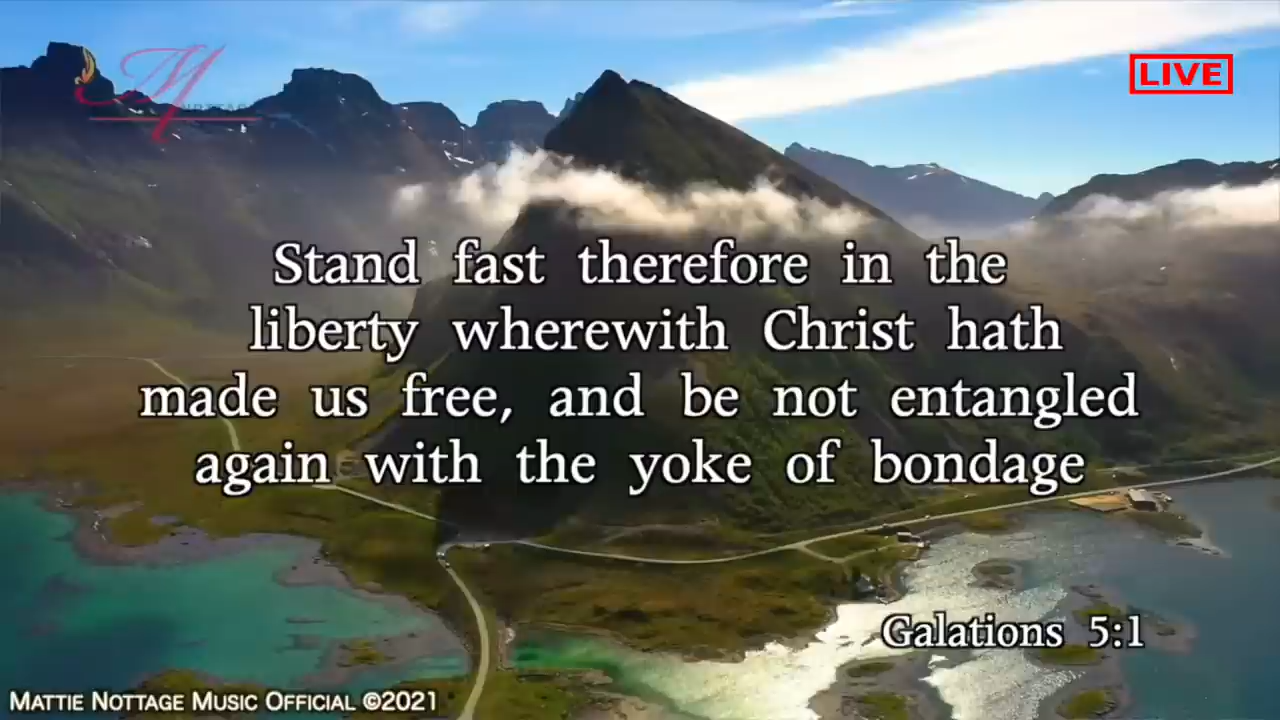 M
NOTTAGE
LIVE
Stand fast therefore in the
liberty wherewith Christ hath
made us free, and be not entangled
again with the yoke of bondage
Galations 5:1
MATTIE NOTTAGE MUSIC OFFICIAL ©2021